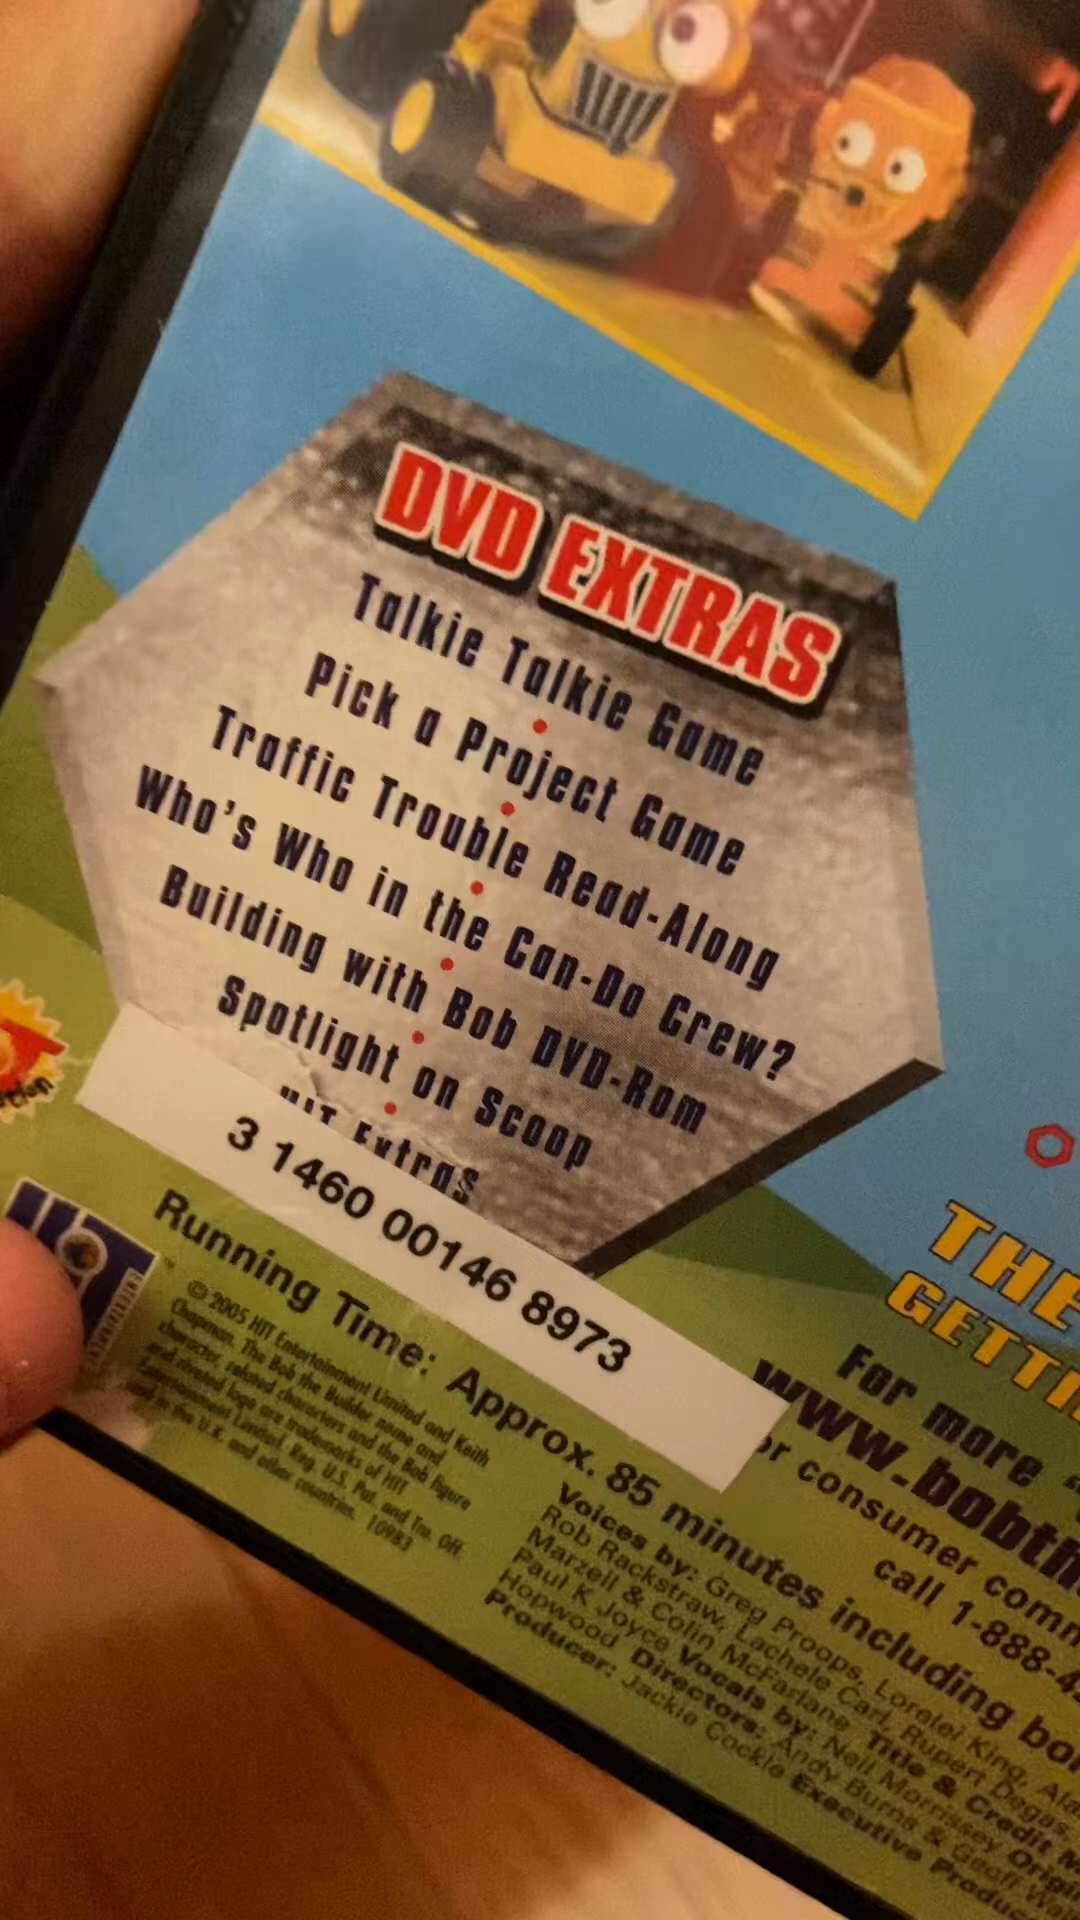 DVD EXTRAS
Talkie Talkie Game
Pick a Project Game
Traffic Trouble Read-Along
Who's Who in the Can-Do Crew?
Building with Bob DVD-Rom
Spotlight on Scoop
HIT Extras
3 1460 00146 8973
Running Time: Approx. 85 minutes including bo
© 2005 HIT Entertainment Limited and Keith
Chapman. The Bob the Builder name and
character, related characters and the Bob figure
and illustrated logo are trademarks of HIT
Entertainment Limited. Reg. U.S. Pat. and Tm. Off.
and in the U.K. and other countries. 10983
Voices by: Greg Proops, Lorelei King, Ala
Rob Rackstraw, Lachele Carl, Rupert Degas,
Marzell & Colin McFarlane Title & Credit M
Paul K Joyce Vocals by: Neil Morrissey Origin
Hopwood Directors: Andy Burns & Geoff Wal
Producer: Jackie Cockle Executive Produc
THE
GETTI
For more
www.bobth
or consumer comm
call 1-888-4